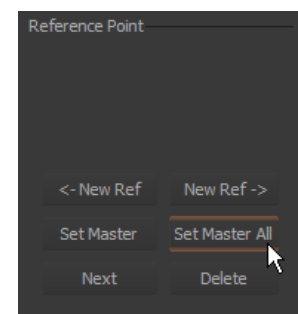 Reference Point
<- New Ref
New Ref ->
Set Master
Set Master All
Next
Delete